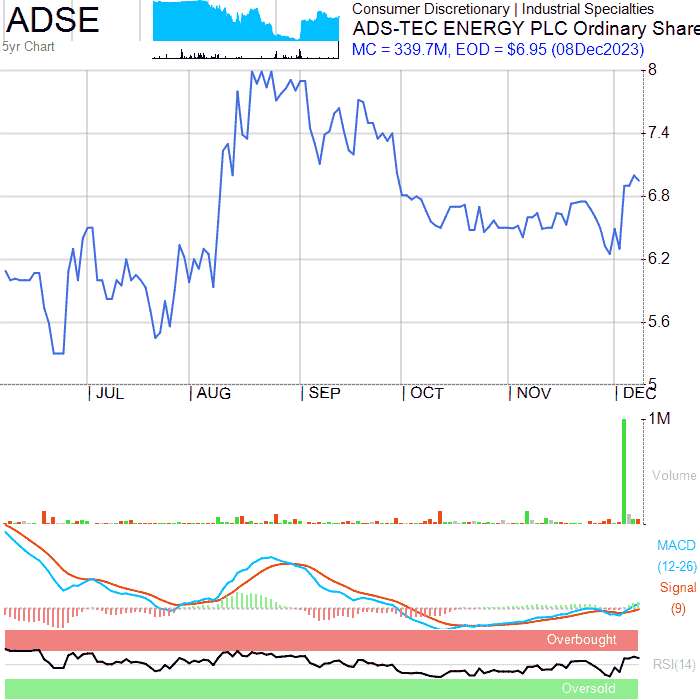 ADSE
5yr Chart
Consumer Discretionary | Industrial Specialties
ADS-TEC ENERGY PLC Ordinary Share
MC = 339.7M, EOD = $6.95 (08Dec2023)
8
7.4
6.8
6.2
5.6
5
JUL
AUG
SEP
OCT
NOV
DEC
1M
Volume
MACD
(12-26)
Signal
(9)
Overbought
RSI(14)
Oversold